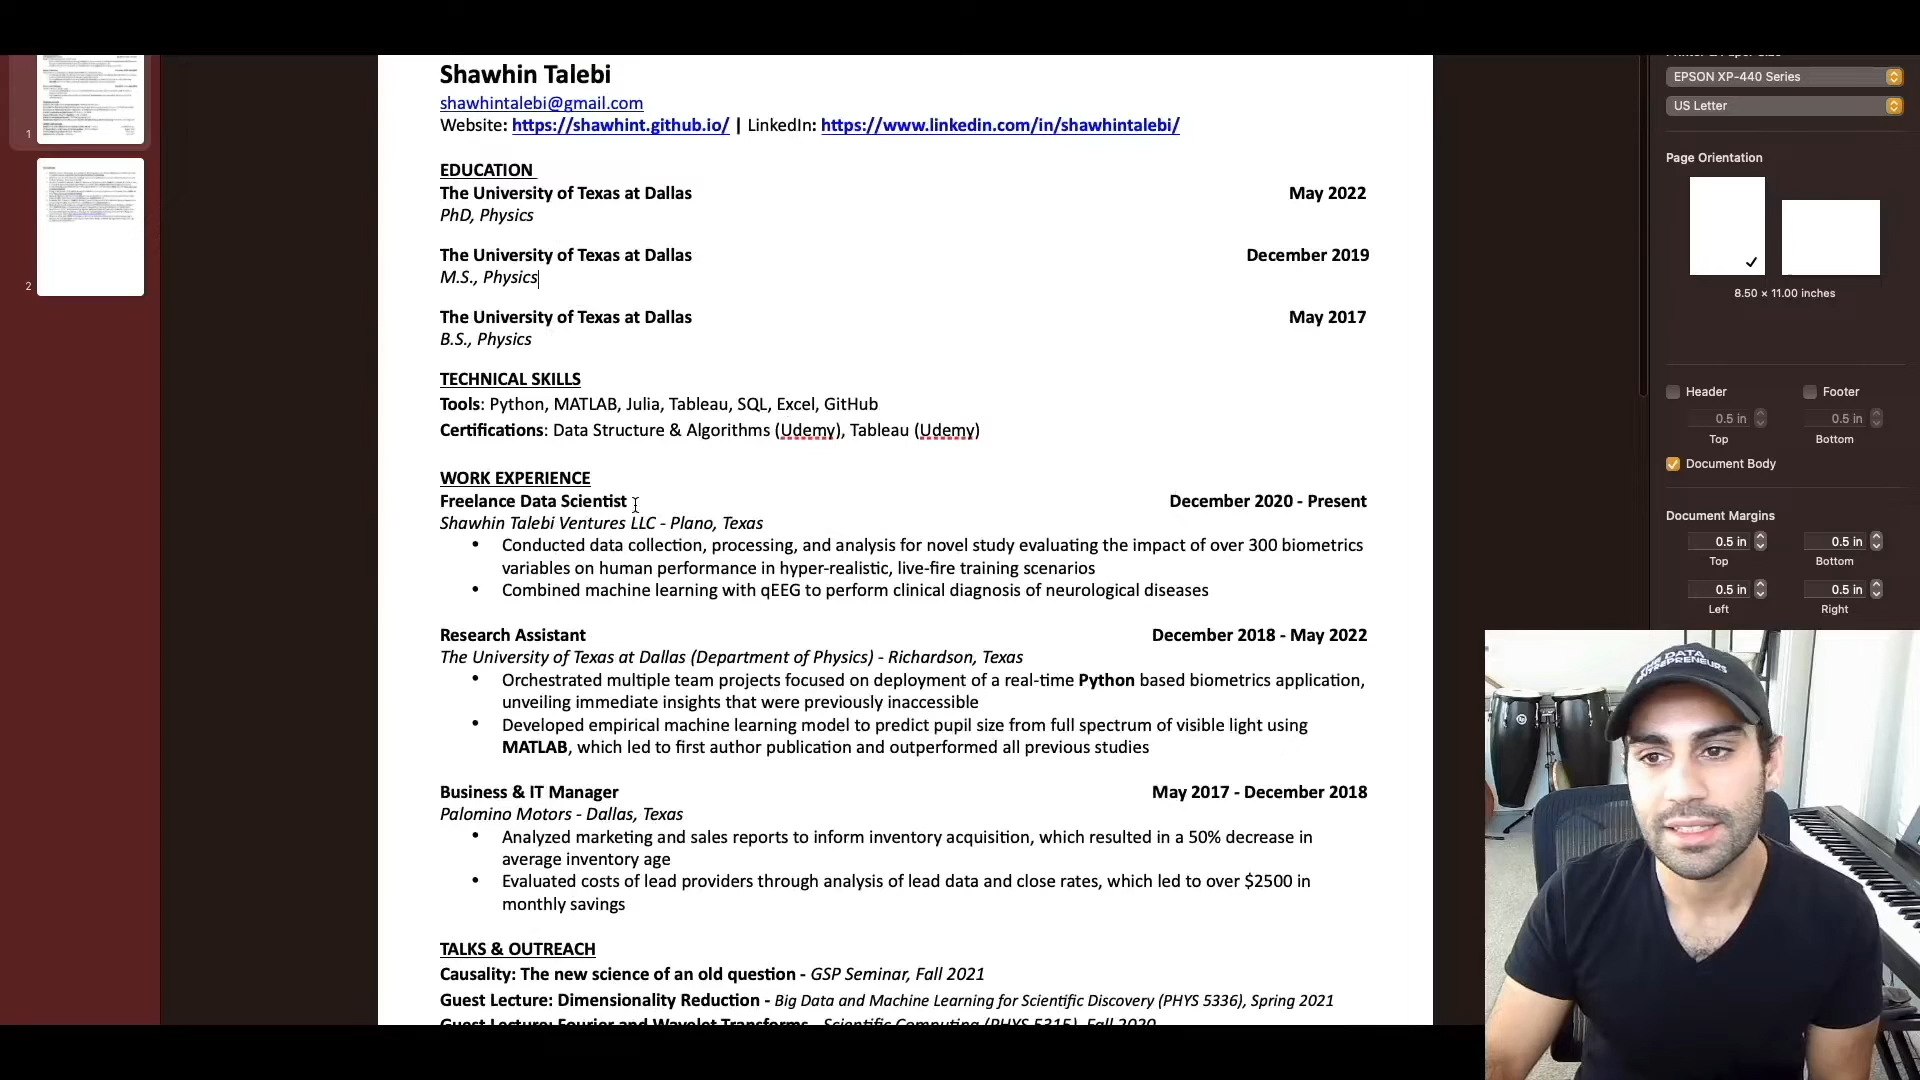 Shawhin Talebi
shawhintalebi@gmail.com
Website: https://shawhint.github.io/ | LinkedIn: https://www.linkedin.com/in/shawhintalebi/
EDUCATION
The University of Texas at Dallas May 2022
PhD, Physics
The University of Texas at Dallas December 2019
M.S., Physics
The University of Texas at Dallas May 2017
B.S., Physics
TECHNICAL SKILLS
Tools: Python, MATLAB, Julia, Tableau, SQL, Excel, GitHub
Certifications: Data Structure & Algorithms (Udemy), Tableau (Udemy)
WORK EXPERIENCE
Freelance Data Scientist December 2020 - Present
Shawhin Talebi Ventures LLC - Plano, Texas
• Conducted data collection, processing, and analysis for novel study evaluating the impact of over 300 biometrics
variables on human performance in hyper-realistic, live-fire training scenarios
• Combined machine learning with qEEG to perform clinical diagnosis of neurological diseases
Research Assistant December 2018 - May 2022
The University of Texas at Dallas (Department of Physics) - Richardson, Texas
• Orchestrated multiple team projects focused on deployment of a real-time Python based biometrics application,
unveiling immediate insights that were previously inaccessible
• Developed empirical machine learning model to predict pupil size from full spectrum of visible light using
MATLAB, which led to first author publication and outperformed all previous studies
Business & IT Manager May 2017 - December 2018
Palomino Motors - Dallas, Texas
• Analyzed marketing and sales reports to inform inventory acquisition, which resulted in a 50% decrease in
average inventory age
• Evaluated costs of lead providers through analysis of lead data and close rates, which led to over $2500 in
monthly savings
TALKS & OUTREACH
Causality: The new science of an old question - GSP Seminar, Fall 2021
Guest Lecture: Dimensionality Reduction - Big Data and Machine Learning for Scientific Discovery (PHYS 5336), Spring 2021
Guest Lecture: Fourier and Wavelet Transforms - Scientific Computing (PHYS 5315), Fall 2020
1
2
EPSON XP-440 Series
US Letter
Page Orientation
8.50 × 11.00 inches
Header Footer
0.5 in 0.5 in
Top Bottom
Document Body
Document Margins
0.5 in 0.5 in
Top Bottom
0.5 in 0.5 in
Left Right
THE DATA
ENTREPRENEURS